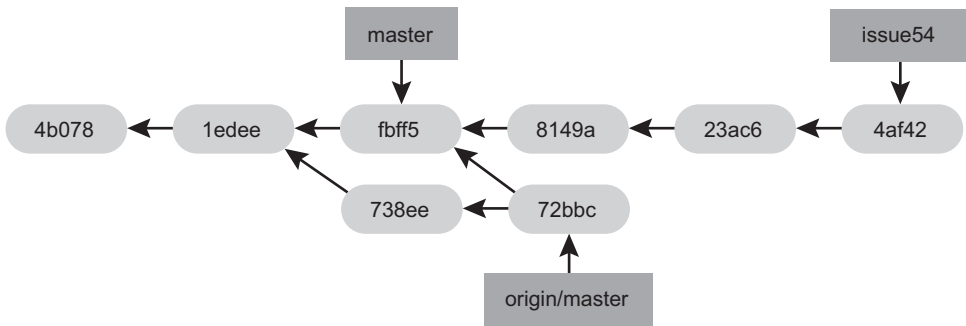 master
issue54
4b078
1edee
fbff5
8149a
23ac6
4af42
738ee
72bbc
origin/master